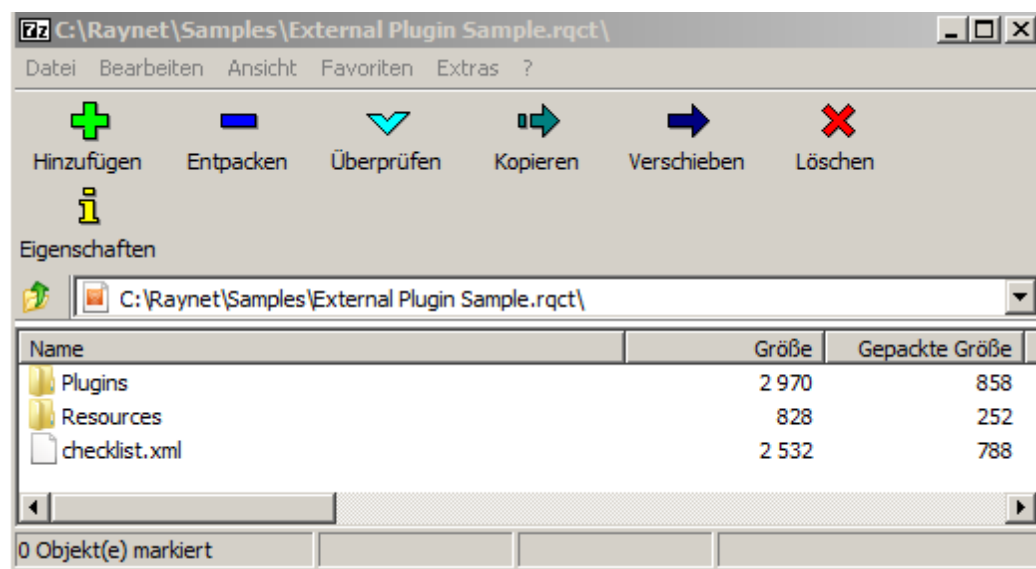 7z C:\Raynet\Samples\External Plugin Sample.rqct\
Datei Bearbeiten Ansicht Favoriten Extras ?
Hinzufügen Entpacken Überprüfen Kopieren Verschieben Löschen
Eigenschaften
C:\Raynet\Samples\External Plugin Sample.rqct\
Name Größe Gepackte Größe
Plugins 2 970 858
Resources 828 252
checklist.xml 2 532 788
0 Objekt(e) markiert